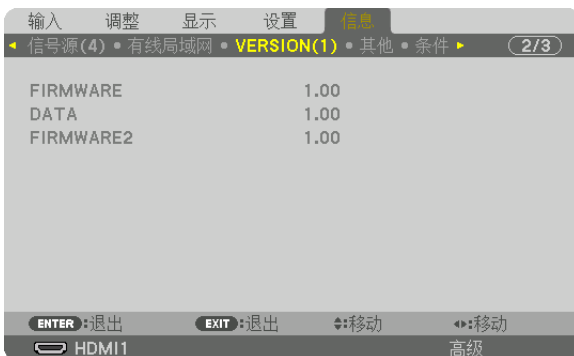 输入 调整 显示 设置 信息
◄ 信号源(4) ● 有线局域网 ● VERSION(1) ● 其他 ● 条件 ► 2/3
FIRMWARE 1.00
DATA 1.00
FIRMWARE2 1.00
ENTER:退出 EXIT:退出 ⬍:移动 ⬌:移动
HDMI1 高级